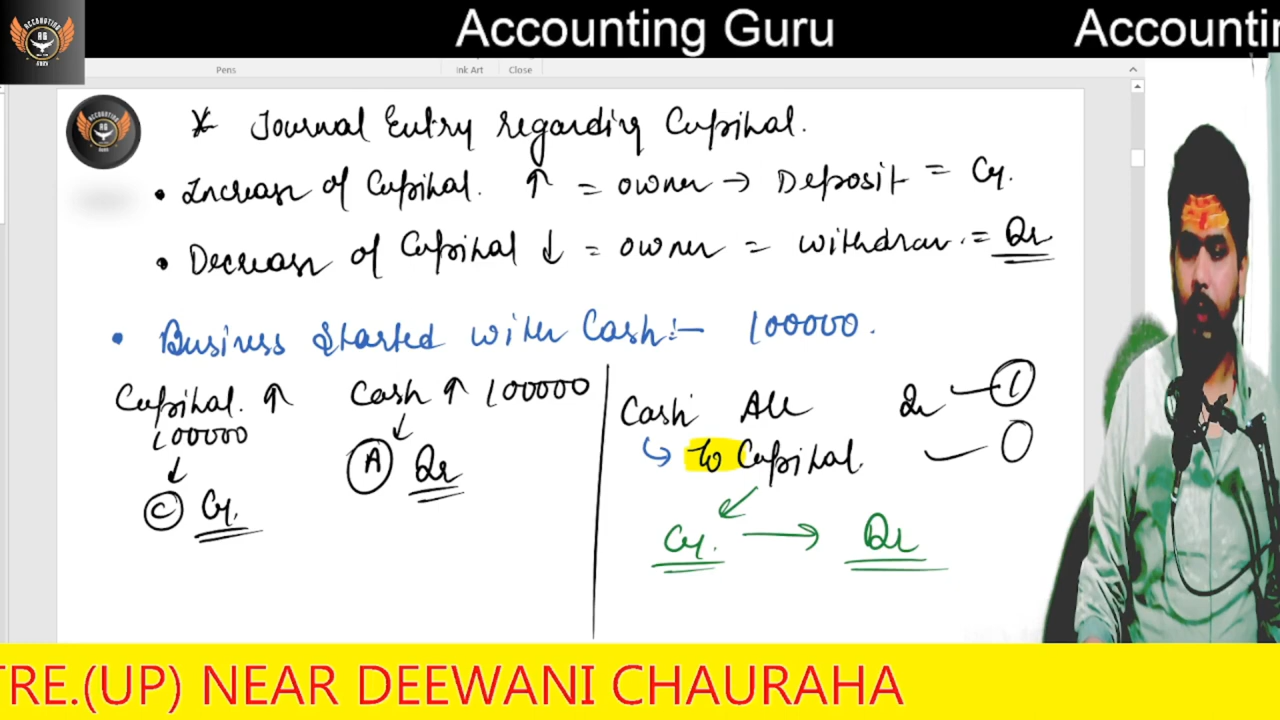 Accounting Guru
Accountin
Pens
Ink Art
Close
Journal Entry regarding Capital.
• Increase of Capital. ↑ = owner → Deposit = Cr.
• Decrease of Capital ↓ = owner = withdraw. = Dr
• Business Started with Cash:- 100000.
Capital. ↑ Cash ↑ 100000
100000
Ⓐ Dr
Ⓒ Cr.
Cash A/c Dr — ①
to Capital. —
Cr. → Dr
TRE.(UP) NEAR DEEWANI CHAURAHA